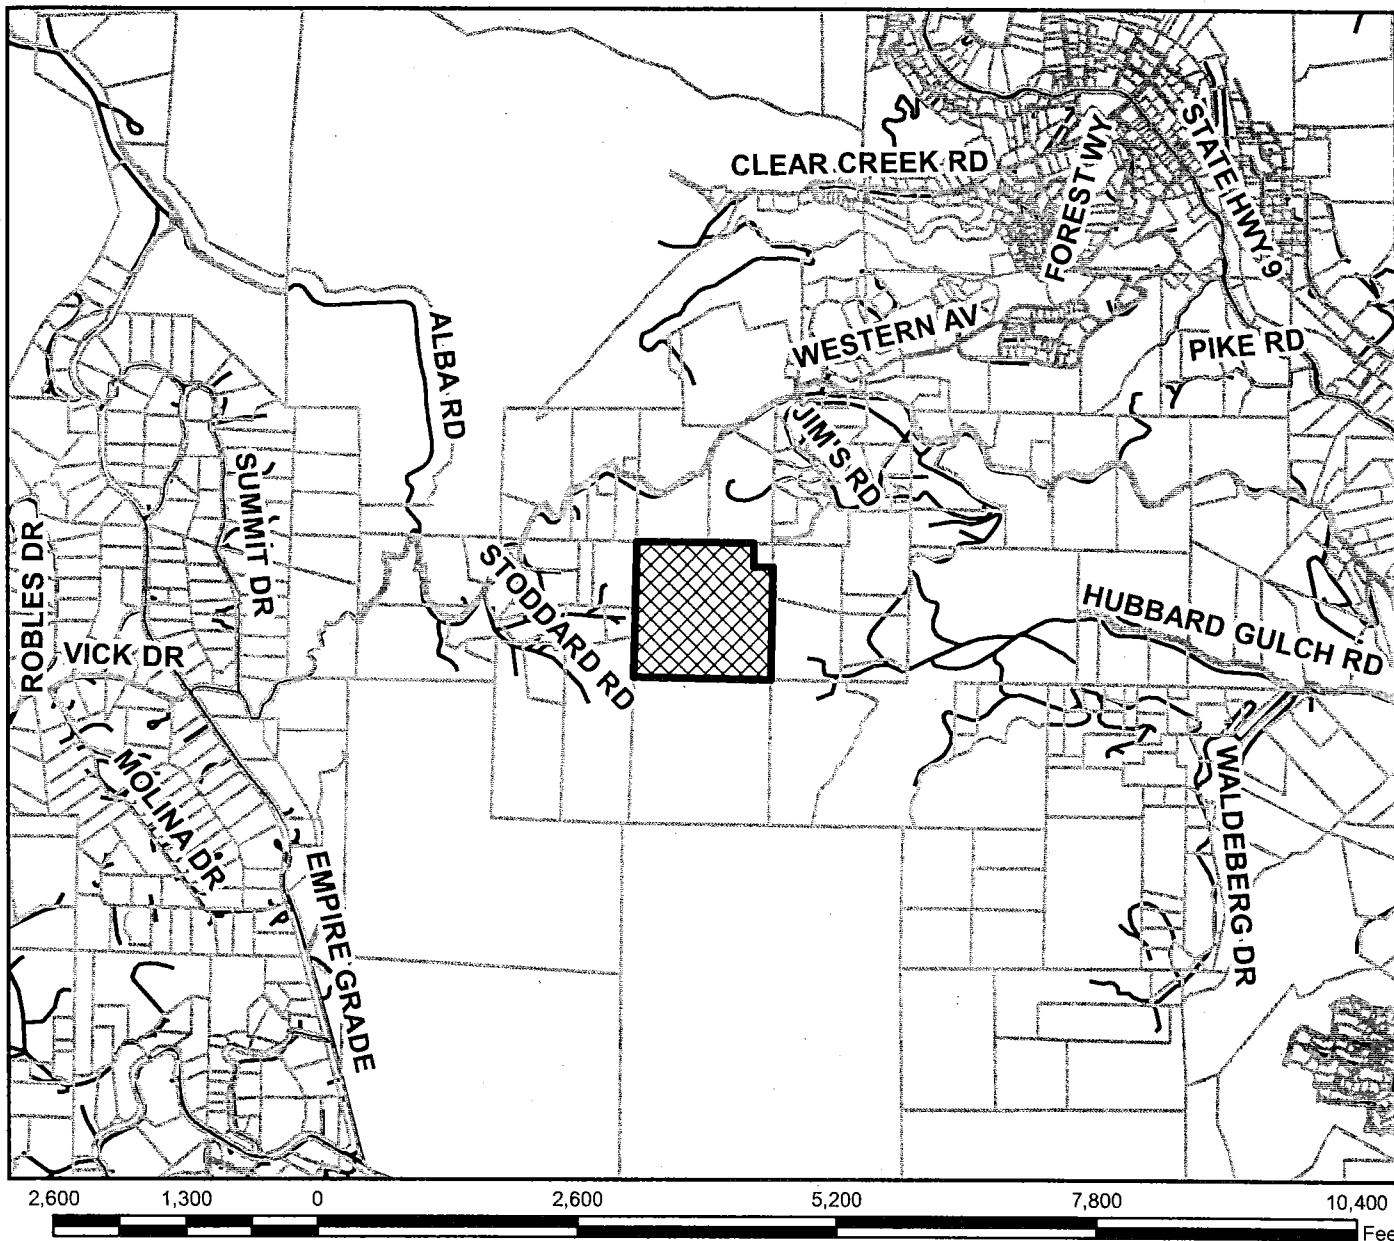 CLEAR CREEK RD
FOREST WY
STATE HWY 9
WESTERN AV
PIKE RD
ALBA RD
JIM'S RD
SUMMIT DR
ROBLES DR
STODDARD RD
VICK DR
HUBBARD GULCH RD
MOLINA DR
WALDEBERG DR
EMPIRE GRADE
2,600 1,300 0 2,600 5,200 7,800 10,400
Fee